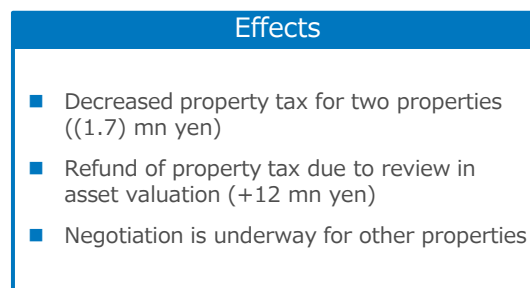 Effects
Decreased property tax for two properties
((1.7) mn yen)
Refund of property tax due to review in
asset valuation (+12 mn yen)
Negotiation is underway for other properties